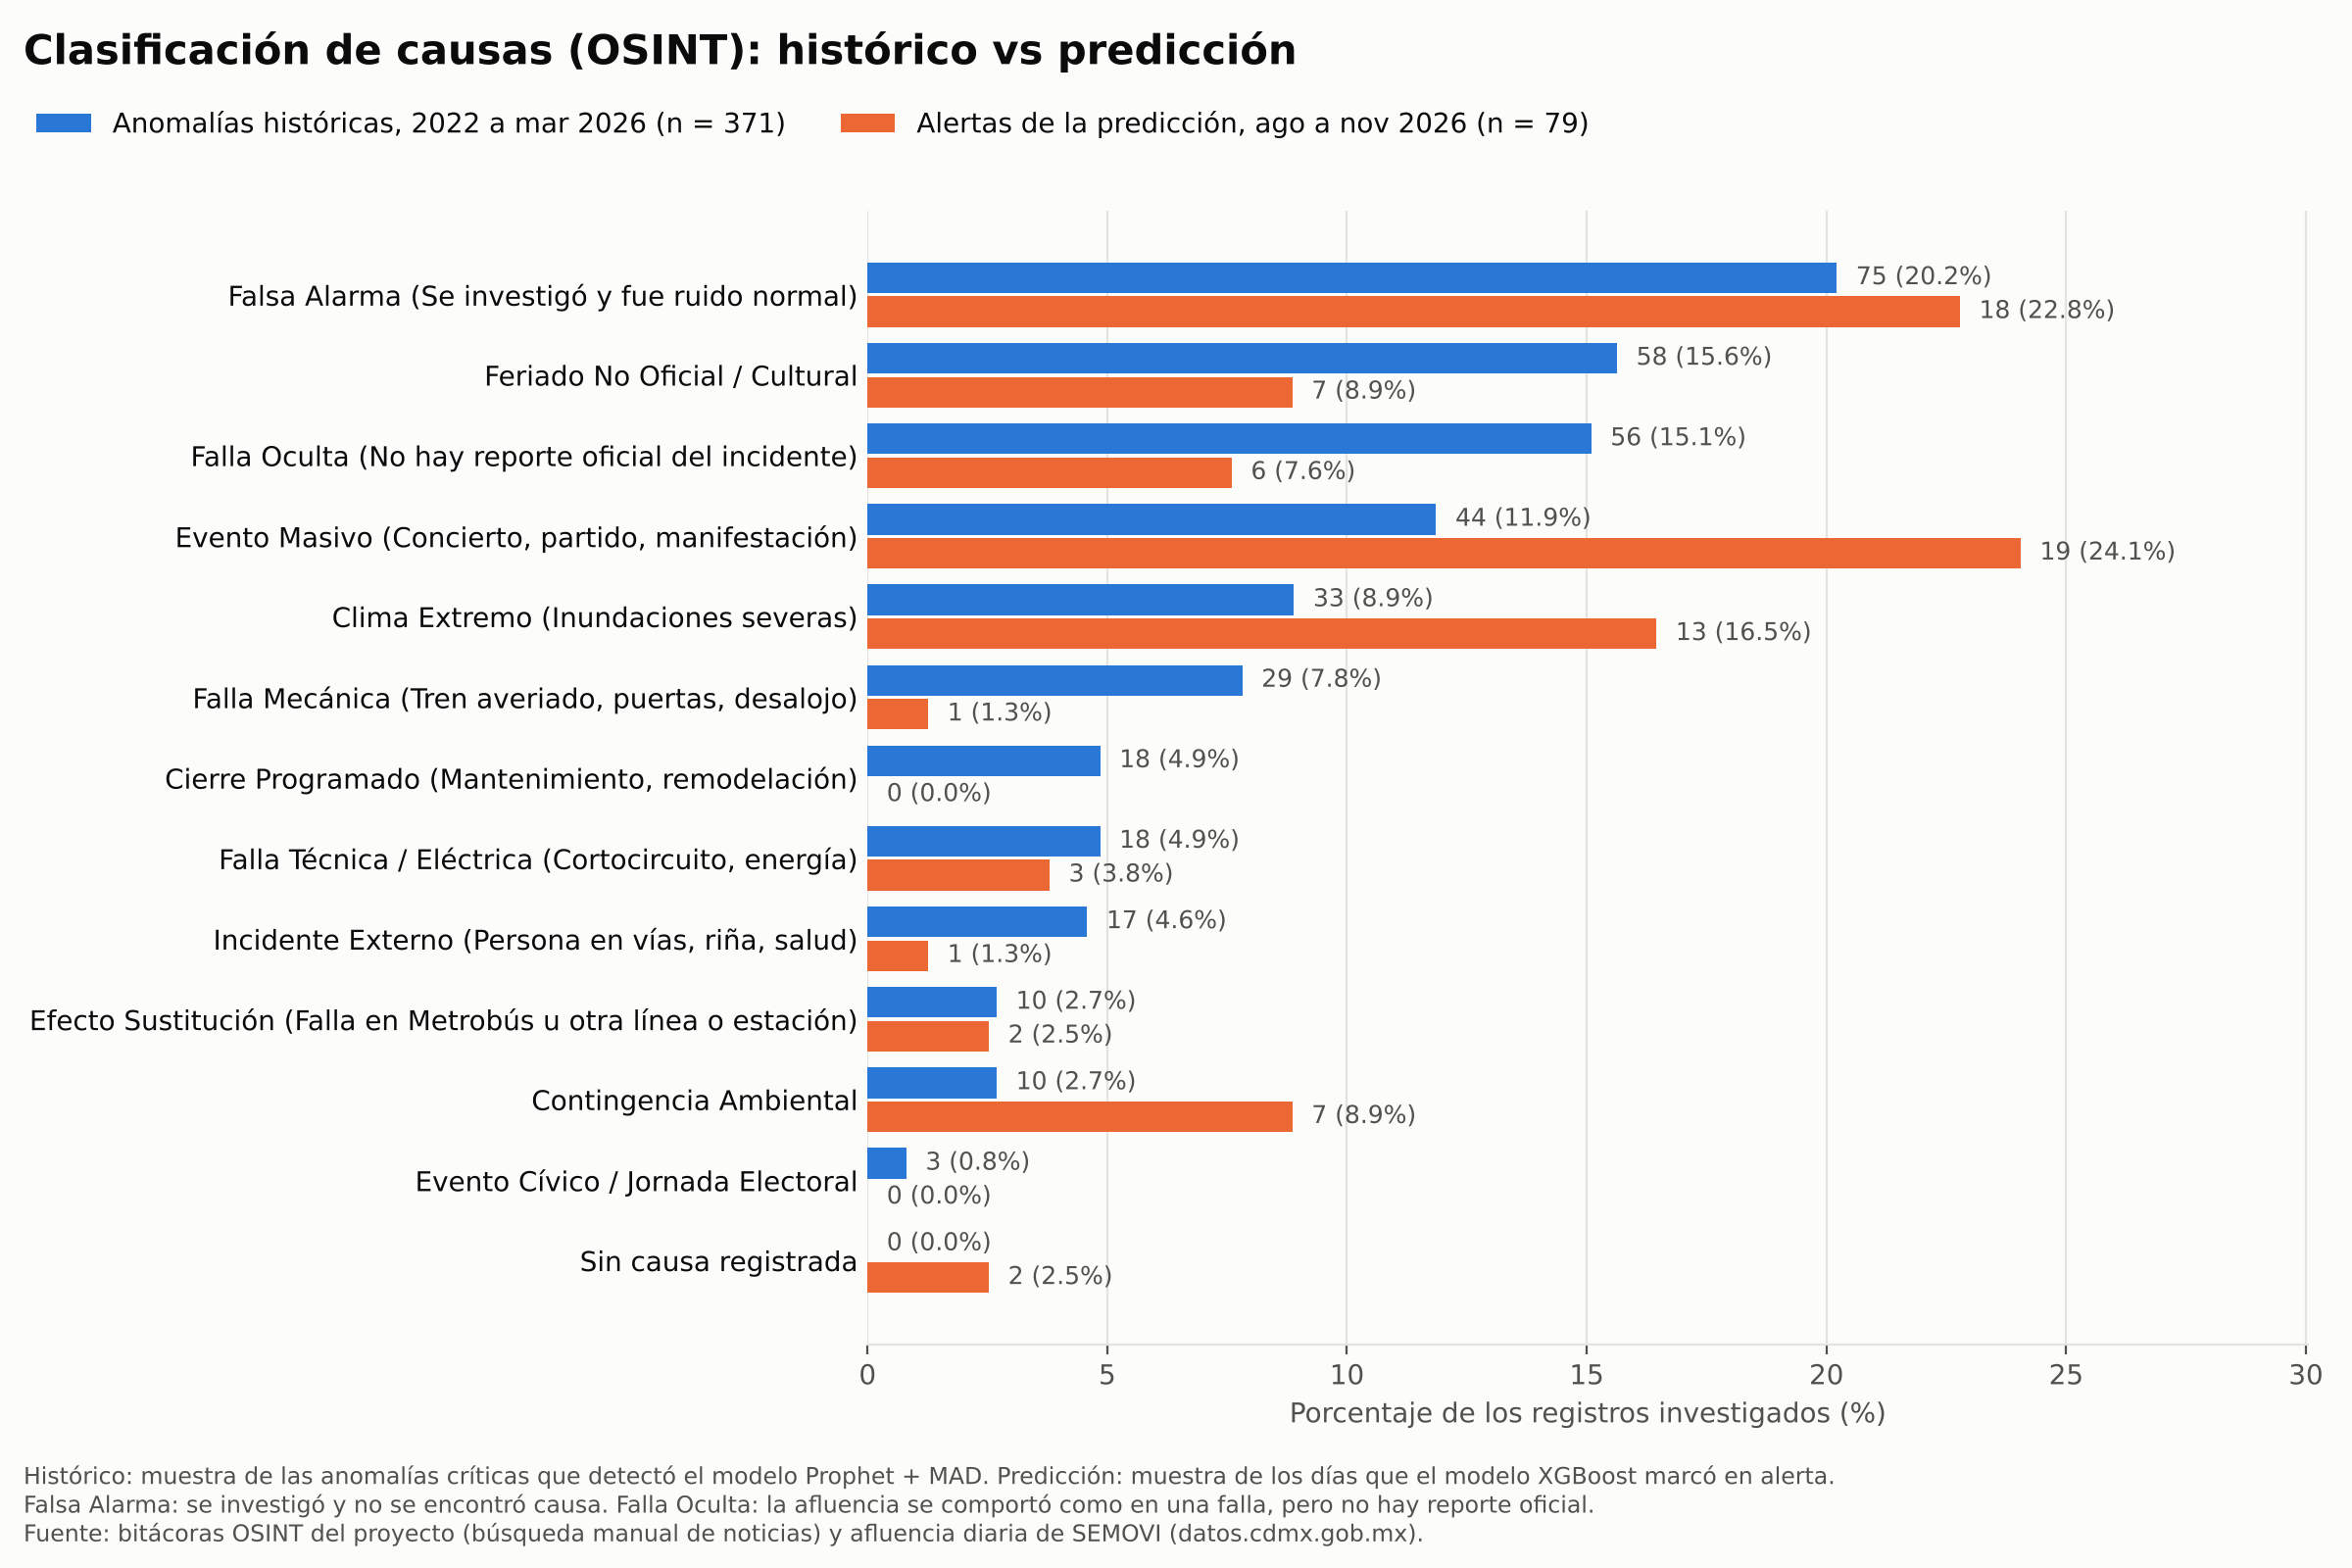 Clasificación de causas (OSINT): histórico vs predicción
Anomalías históricas, 2022 a mar 2026 (n = 371)
Alertas de la predicción, ago a nov 2026 (n = 79)
Falsa Alarma (Se investigó y fue ruido normal)
75 (20.2%)
18 (22.8%)
Feriado No Oficial / Cultural
58 (15.6%)
7 (8.9%)
Falla Oculta (No hay reporte oficial del incidente)
56 (15.1%)
6 (7.6%)
Evento Masivo (Concierto, partido, manifestación)
44 (11.9%)
19 (24.1%)
Clima Extremo (Inundaciones severas)
33 (8.9%)
13 (16.5%)
Falla Mecánica (Tren averiado, puertas, desalojo)
29 (7.8%)
1 (1.3%)
Cierre Programado (Mantenimiento, remodelación)
18 (4.9%)
0 (0.0%)
Falla Técnica / Eléctrica (Cortocircuito, energía)
18 (4.9%)
3 (3.8%)
Incidente Externo (Persona en vías, riña, salud)
17 (4.6%)
1 (1.3%)
Efecto Sustitución (Falla en Metrobús u otra línea o estación)
10 (2.7%)
2 (2.5%)
Contingencia Ambiental
10 (2.7%)
7 (8.9%)
Evento Cívico / Jornada Electoral
3 (0.8%)
0 (0.0%)
Sin causa registrada
0 (0.0%)
2 (2.5%)
0 5 10 15 20 25 30
Porcentaje de los registros investigados (%)
Histórico: muestra de las anomalías críticas que detectó el modelo Prophet + MAD. Predicción: muestra de los días que el modelo XGBoost marcó en alerta.
Falsa Alarma: se investigó y no se encontró causa. Falla Oculta: la afluencia se comportó como en una falla, pero no hay reporte oficial.
Fuente: bitácoras OSINT del proyecto (búsqueda manual de noticias) y afluencia diaria de SEMOVI (datos.cdmx.gob.mx).